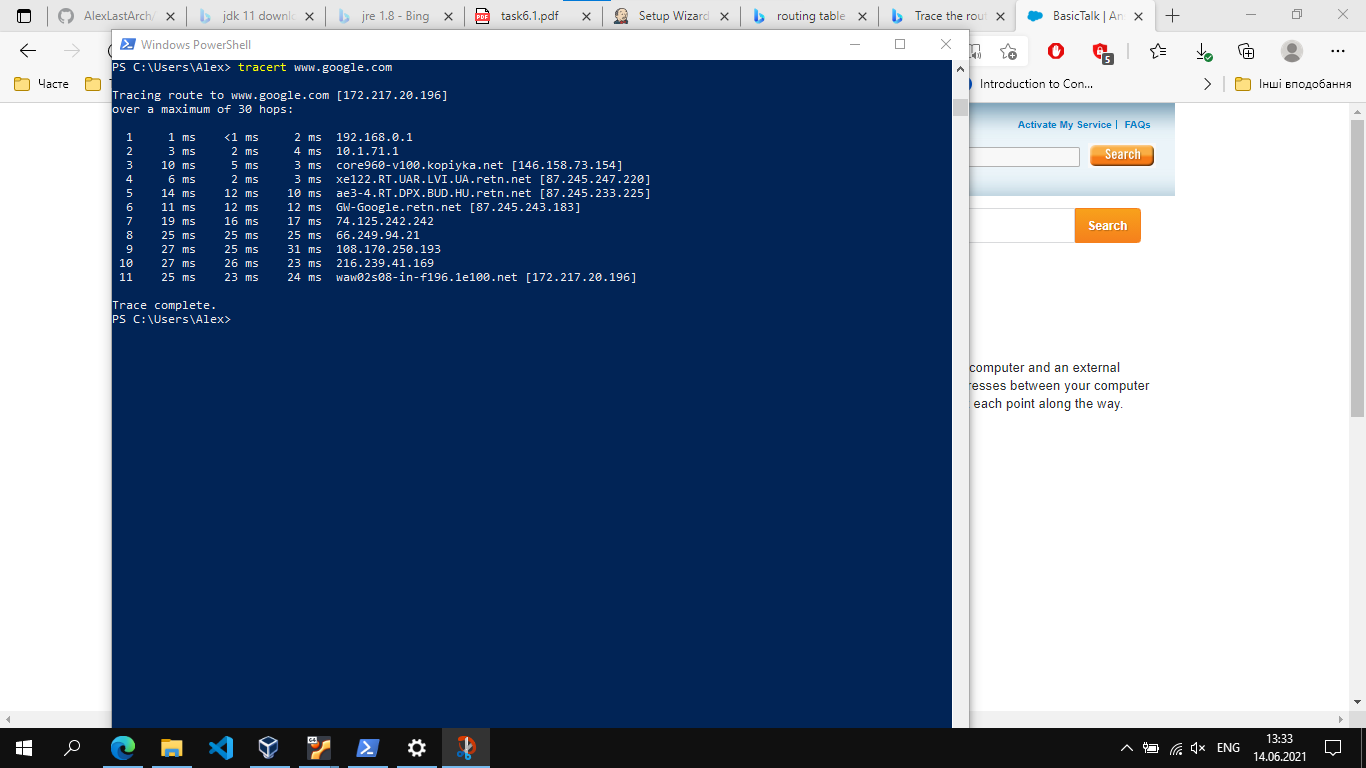 AlexLastArch/
jdk 11 downl
jre 1.8 - Bing
task6.1.pdf
Setup Wizard
routing table
Trace the rout
BasicTalk | An
5
Часте
Introduction to Con...
Інші вподобання
Windows PowerShell
PS C:\Users\Alex> tracert www.google.com
Tracing route to www.google.com [172.217.20.196]
over a maximum of 30 hops:
1 1 ms <1 ms 2 ms 192.168.0.1
2 3 ms 2 ms 4 ms 10.1.71.1
3 10 ms 5 ms 3 ms core960-v100.kopiyka.net [146.158.73.154]
4 6 ms 2 ms 3 ms xe122.RT.UAR.LVI.UA.retn.net [87.245.247.220]
5 14 ms 12 ms 10 ms ae3-4.RT.DPX.BUD.HU.retn.net [87.245.233.225]
6 11 ms 12 ms 12 ms GW-Google.retn.net [87.245.243.183]
7 19 ms 16 ms 17 ms 74.125.242.242
8 25 ms 25 ms 25 ms 66.249.94.21
9 27 ms 25 ms 31 ms 108.170.250.193
10 27 ms 26 ms 23 ms 216.239.41.169
11 25 ms 23 ms 24 ms waw02s08-in-f196.1e100.net [172.217.20.196]
Trace complete.
PS C:\Users\Alex>
Activate My Service | FAQs
Search
Search
computer and an external
resses between your computer
each point along the way.
64
ENG
13:33
14.06.2021